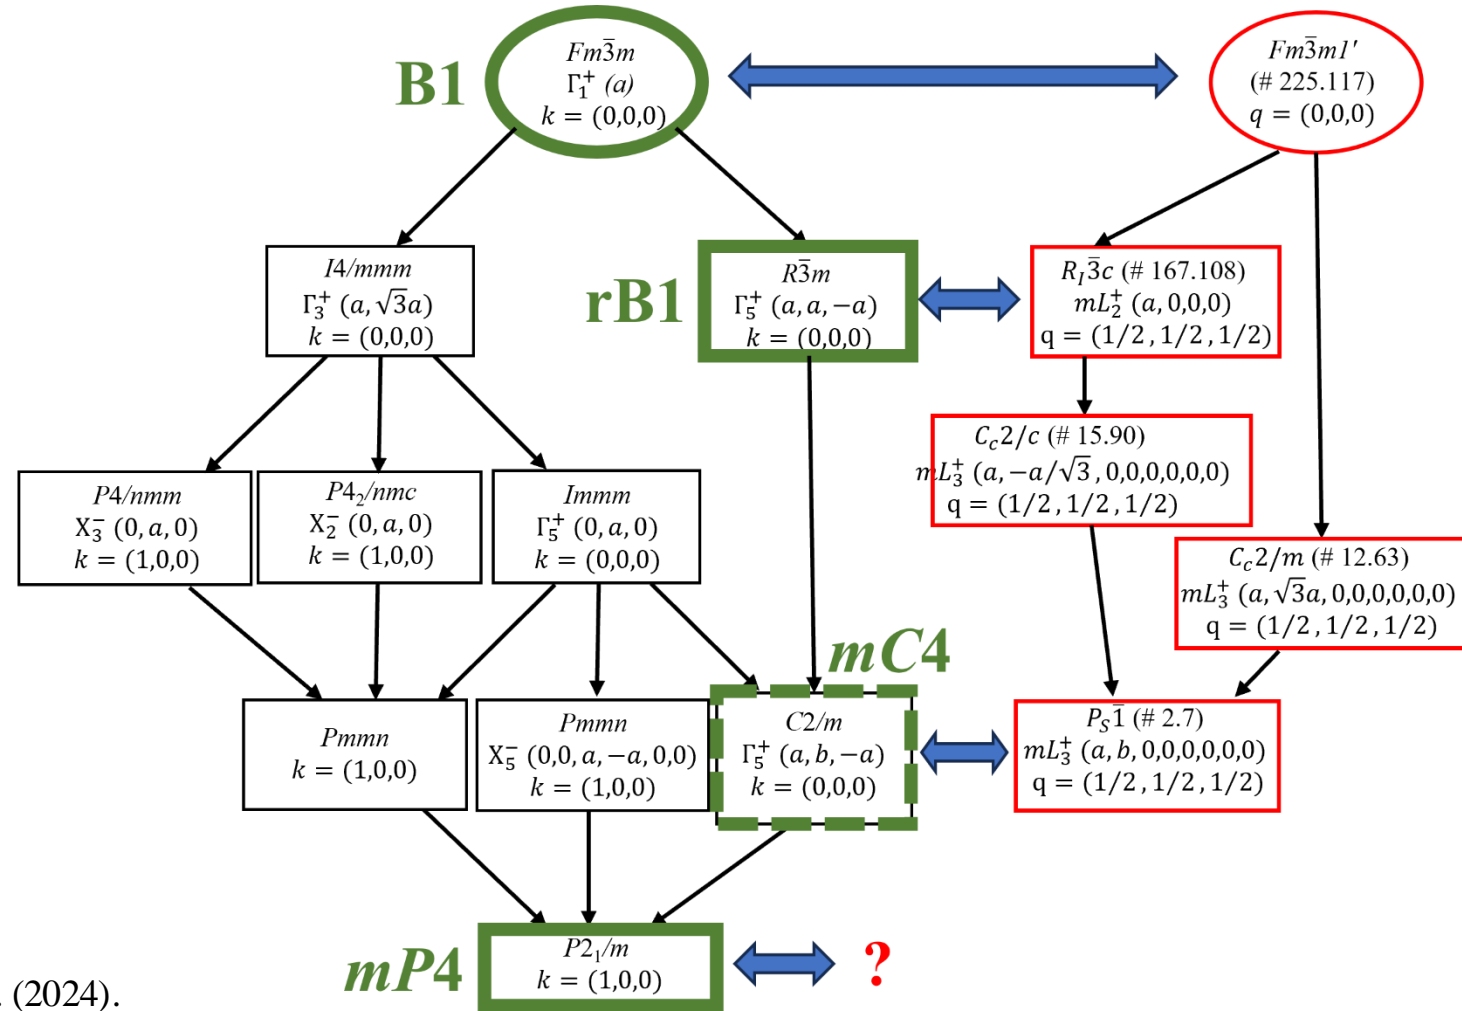 B1
Fm3̅m
Γ₁⁺ (a)
k = (0,0,0)
Fm3̅m1′
(# 225.117)
q = (0,0,0)
I4/mmm
Γ₃⁺ (a, √3a)
k = (0,0,0)
rB1
R3̅m
Γ₅⁺ (a, a, −a)
k = (0,0,0)
R_I3̅c (# 167.108)
mL₂⁺ (a, 0,0,0)
q = (1/2, 1/2, 1/2)
C_c2/c (# 15.90)
mL₃⁺ (a, −a/√3, 0,0,0,0,0,0)
q = (1/2, 1/2, 1/2)
P4/nmm
X₃⁻ (0, a, 0)
k = (1,0,0)
P4₂/nmc
X₂⁻ (0, a, 0)
k = (1,0,0)
Immm
Γ₅⁺ (0, a, 0)
k = (0,0,0)
C_c2/m (# 12.63)
mL₃⁺ (a, √3a, 0,0,0,0,0,0)
q = (1/2, 1/2, 1/2)
Pmmn
k = (1,0,0)
Pmmn
X₅⁻ (0,0, a, −a, 0,0)
k = (1,0,0)
mC4
C2/m
Γ₅⁺ (a, b, −a)
k = (0,0,0)
P_S1̅ (# 2.7)
mL₃⁺ (a, b, 0,0,0,0,0,0)
q = (1/2, 1/2, 1/2)
mP4
P2₁/m
k = (1,0,0)
?
. (2024).